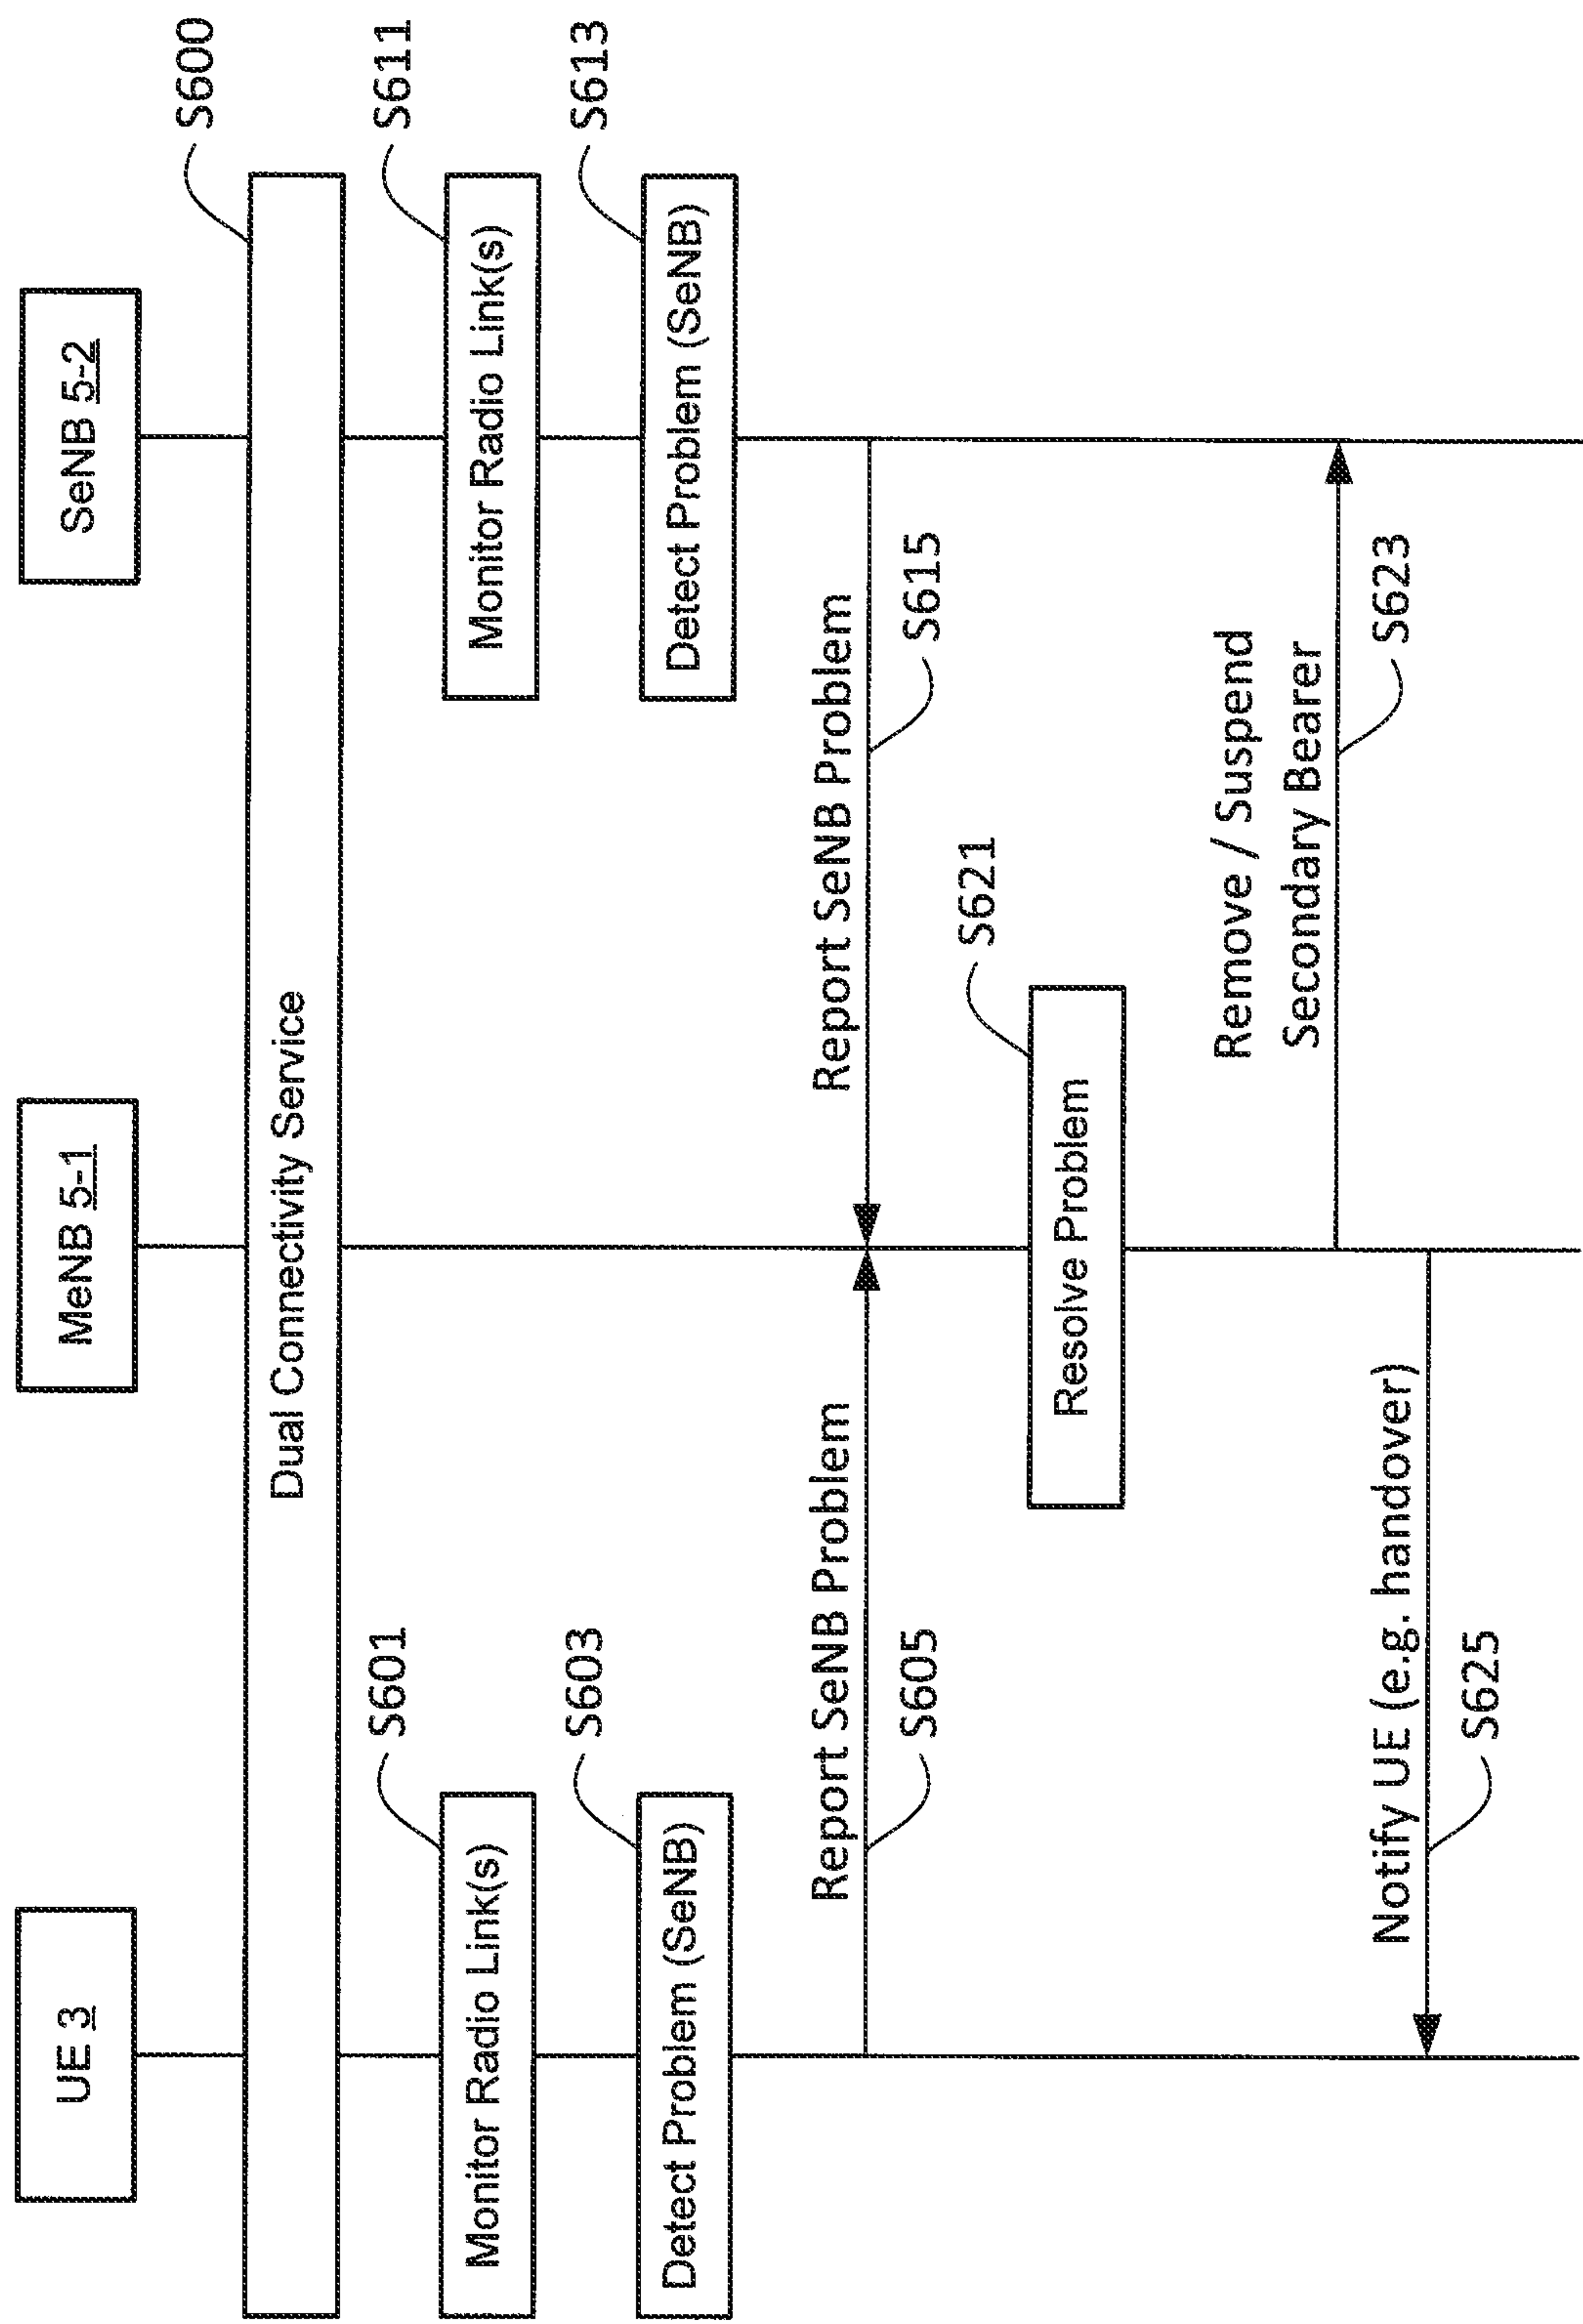 UE 3
MeNB 5-1
SeNB 5-2
S600
Dual Connectivity Service
S601
S611
Monitor Radio Link(s)
Monitor Radio Link(s)
S603
S613
Detect Problem (SeNB)
Detect Problem (SeNB)
Report SeNB Problem
Report SeNB Problem
S605
S615
S621
Resolve Problem
Remove / Suspend
Secondary Bearer
S623
Notify UE (e.g. handover)
S625